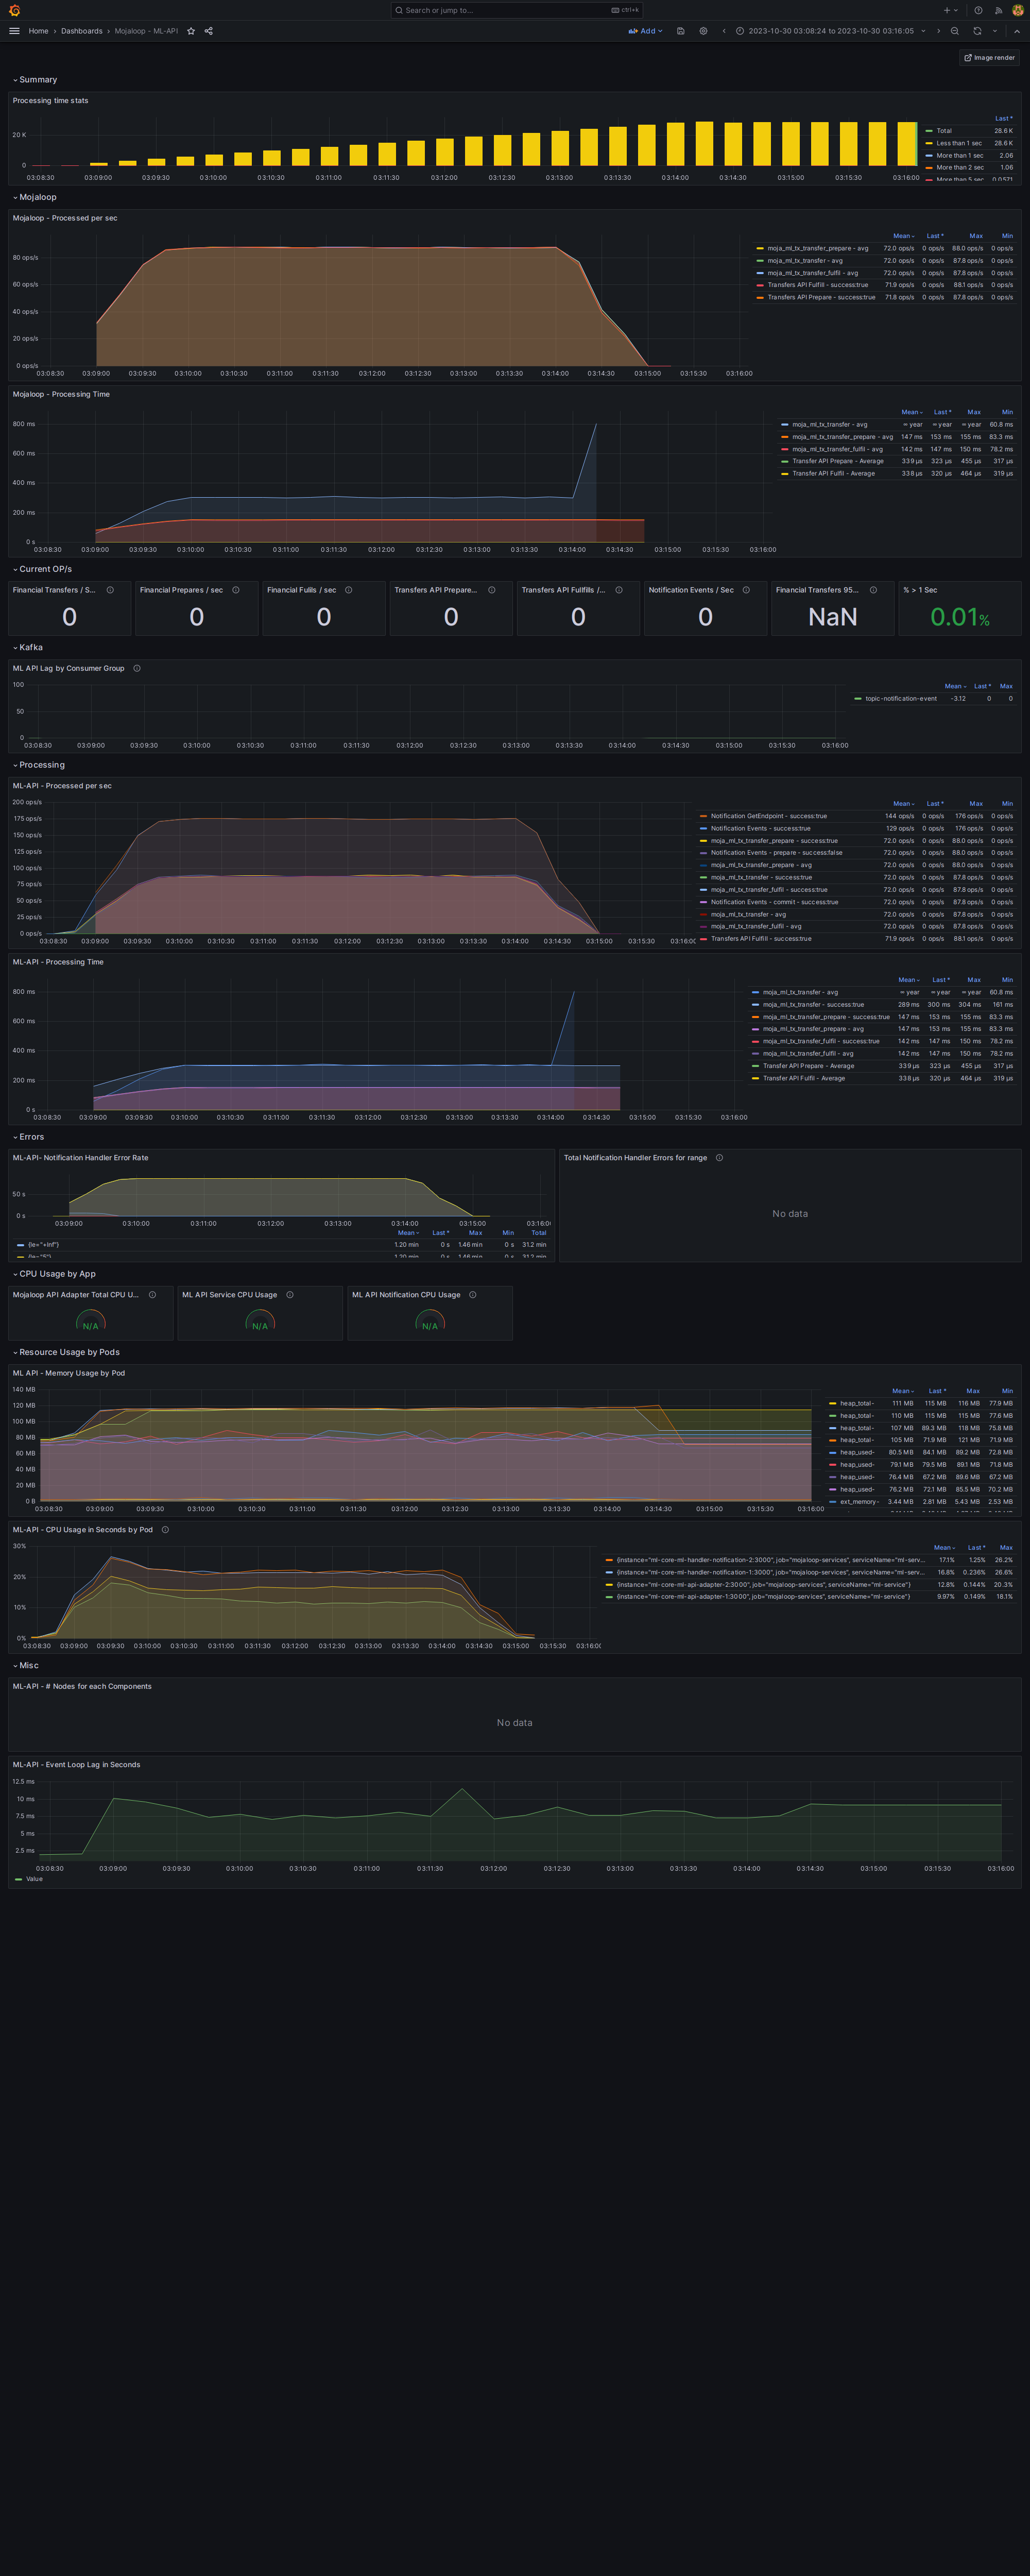 Search or jump to... ctrl+k
Home › Dashboards › Mojaloop - ML-API Add 2023-10-30 03:08:24 to 2023-10-30 03:16:05
Image render
Summary
Processing time stats
20 K
0
03:08:30 03:09:00 03:09:30 03:10:00 03:10:30 03:11:00 03:11:30 03:12:00 03:12:30 03:13:00 03:13:30 03:14:00 03:14:30 03:15:00 03:15:30 03:16:00
Last *
Total 28.6 K
Less than 1 sec 28.6 K
More than 1 sec 2.06
More than 2 sec 1.06
More than 5 sec 0.0571
Mojaloop
Mojaloop - Processed per sec
80 ops/s
60 ops/s
40 ops/s
20 ops/s
0 ops/s
03:08:30 03:09:00 03:09:30 03:10:00 03:10:30 03:11:00 03:11:30 03:12:00 03:12:30 03:13:00 03:13:30 03:14:00 03:14:30 03:15:00 03:15:30 03:16:00
Mean Last * Max Min
moja_ml_tx_transfer_prepare - avg 72.0 ops/s 0 ops/s 88.0 ops/s 0 ops/s
moja_ml_tx_transfer - avg 72.0 ops/s 0 ops/s 87.8 ops/s 0 ops/s
moja_ml_tx_transfer_fulfil - avg 72.0 ops/s 0 ops/s 87.8 ops/s 0 ops/s
Transfers API Fulfill - success:true 71.9 ops/s 0 ops/s 88.1 ops/s 0 ops/s
Transfers API Prepare - success:true 71.8 ops/s 0 ops/s 87.8 ops/s 0 ops/s
Mojaloop - Processing Time
800 ms
600 ms
400 ms
200 ms
0 s
03:08:30 03:09:00 03:09:30 03:10:00 03:10:30 03:11:00 03:11:30 03:12:00 03:12:30 03:13:00 03:13:30 03:14:00 03:14:30 03:15:00 03:15:30 03:16:00
Mean Last * Max Min
moja_ml_tx_transfer - avg ∞ year ∞ year ∞ year 60.8 ms
moja_ml_tx_transfer_prepare - avg 147 ms 153 ms 155 ms 83.3 ms
moja_ml_tx_transfer_fulfil - avg 142 ms 147 ms 150 ms 78.2 ms
Transfer API Prepare - Average 339 µs 323 µs 455 µs 317 µs
Transfer API Fulfil - Average 338 µs 320 µs 464 µs 319 µs
Current OP/s
Financial Transfers / S... Financial Prepares / sec Financial Fulils / sec Transfers API Prepare... Transfers API Fullfills /... Notification Events / Sec Financial Transfers 95... % > 1 Sec
0 0 0 0 0 0 NaN 0.01%
Kafka
ML API Lag by Consumer Group
100
50
0
03:08:30 03:09:00 03:09:30 03:10:00 03:10:30 03:11:00 03:11:30 03:12:00 03:12:30 03:13:00 03:13:30 03:14:00 03:14:30 03:15:00 03:15:30 03:16:00
Mean Last * Max
topic-notification-event -3.12 0 0
Processing
ML-API - Processed per sec
200 ops/s
175 ops/s
150 ops/s
125 ops/s
100 ops/s
75 ops/s
50 ops/s
25 ops/s
0 ops/s
03:08:30 03:09:00 03:09:30 03:10:00 03:10:30 03:11:00 03:11:30 03:12:00 03:12:30 03:13:00 03:13:30 03:14:00 03:14:30 03:15:00 03:15:30 03:16:00
Mean Last * Max Min
Notification GetEndpoint - success:true 144 ops/s 0 ops/s 176 ops/s 0 ops/s
Notification Events - success:true 129 ops/s 0 ops/s 176 ops/s 0 ops/s
moja_ml_tx_transfer_prepare - success:true 72.0 ops/s 0 ops/s 88.0 ops/s 0 ops/s
Notification Events - prepare - success:false 72.0 ops/s 0 ops/s 88.0 ops/s 0 ops/s
moja_ml_tx_transfer_prepare - avg 72.0 ops/s 0 ops/s 88.0 ops/s 0 ops/s
moja_ml_tx_transfer - success:true 72.0 ops/s 0 ops/s 87.8 ops/s 0 ops/s
moja_ml_tx_transfer_fulfil - success:true 72.0 ops/s 0 ops/s 87.8 ops/s 0 ops/s
Notification Events - commit - success:true 72.0 ops/s 0 ops/s 87.8 ops/s 0 ops/s
moja_ml_tx_transfer - avg 72.0 ops/s 0 ops/s 87.8 ops/s 0 ops/s
moja_ml_tx_transfer_fulfil - avg 72.0 ops/s 0 ops/s 87.8 ops/s 0 ops/s
Transfers API Fulfill - success:true 71.9 ops/s 0 ops/s 88.1 ops/s 0 ops/s
ML-API - Processing Time
800 ms
600 ms
400 ms
200 ms
0 s
03:08:30 03:09:00 03:09:30 03:10:00 03:10:30 03:11:00 03:11:30 03:12:00 03:12:30 03:13:00 03:13:30 03:14:00 03:14:30 03:15:00 03:15:30 03:16:00
Mean Last * Max Min
moja_ml_tx_transfer - avg ∞ year ∞ year ∞ year 60.8 ms
moja_ml_tx_transfer - success:true 289 ms 300 ms 304 ms 161 ms
moja_ml_tx_transfer_prepare - success:true 147 ms 153 ms 155 ms 83.3 ms
moja_ml_tx_transfer_prepare - avg 147 ms 153 ms 155 ms 83.3 ms
moja_ml_tx_transfer_fulfil - success:true 142 ms 147 ms 150 ms 78.2 ms
moja_ml_tx_transfer_fulfil - avg 142 ms 147 ms 150 ms 78.2 ms
Transfer API Prepare - Average 339 µs 323 µs 455 µs 317 µs
Transfer API Fulfil - Average 338 µs 320 µs 464 µs 319 µs
Errors
ML-API- Notification Handler Error Rate
50 s
0 s
03:09:00 03:10:00 03:11:00 03:12:00 03:13:00 03:14:00 03:15:00 03:16:00
Mean Last * Max Min Total
{le="+Inf"} 1.20 min 0 s 1.46 min 0 s 31.2 min
{le="5"} 1.20 min 0 s 1.46 min 0 s 31.2 min
Total Notification Handler Errors for range
No data
CPU Usage by App
Mojaloop API Adapter Total CPU U... ML API Service CPU Usage ML API Notification CPU Usage
N/A N/A N/A
Resource Usage by Pods
ML API - Memory Usage by Pod
140 MB
120 MB
100 MB
80 MB
60 MB
40 MB
20 MB
0 B
03:08:30 03:09:00 03:09:30 03:10:00 03:10:30 03:11:00 03:11:30 03:12:00 03:12:30 03:13:00 03:13:30 03:14:00 03:14:30 03:15:00 03:15:30 03:16:00
Mean Last * Max Min
heap_total- 111 MB 115 MB 116 MB 77.9 MB
heap_total- 110 MB 115 MB 115 MB 77.6 MB
heap_total- 107 MB 89.3 MB 118 MB 75.8 MB
heap_total- 105 MB 71.9 MB 121 MB 71.9 MB
heap_used- 80.5 MB 84.1 MB 89.2 MB 72.8 MB
heap_used- 79.1 MB 79.5 MB 89.1 MB 71.8 MB
heap_used- 76.4 MB 67.2 MB 89.6 MB 67.2 MB
heap_used- 76.2 MB 72.1 MB 85.5 MB 70.2 MB
ext_memory- 3.44 MB 2.81 MB 5.43 MB 2.53 MB
ML-API - CPU Usage in Seconds by Pod
30%
20%
10%
0%
03:08:30 03:09:00 03:09:30 03:10:00 03:10:30 03:11:00 03:11:30 03:12:00 03:12:30 03:13:00 03:13:30 03:14:00 03:14:30 03:15:00 03:15:30 03:16:00
Mean Last * Max
{instance="ml-core-ml-handler-notification-2:3000", job="mojaloop-services", serviceName="ml-serv... 17.1% 1.25% 26.2%
{instance="ml-core-ml-handler-notification-1:3000", job="mojaloop-services", serviceName="ml-serv... 16.8% 0.236% 26.6%
{instance="ml-core-ml-api-adapter-2:3000", job="mojaloop-services", serviceName="ml-service"} 12.8% 0.144% 20.3%
{instance="ml-core-ml-api-adapter-1:3000", job="mojaloop-services", serviceName="ml-service"} 9.97% 0.149% 18.1%
Misc
ML-API - # Nodes for each Components
No data
ML-API - Event Loop Lag in Seconds
12.5 ms
10 ms
7.5 ms
5 ms
2.5 ms
03:08:30 03:09:00 03:09:30 03:10:00 03:10:30 03:11:00 03:11:30 03:12:00 03:12:30 03:13:00 03:13:30 03:14:00 03:14:30 03:15:00 03:15:30 03:16:00
Value